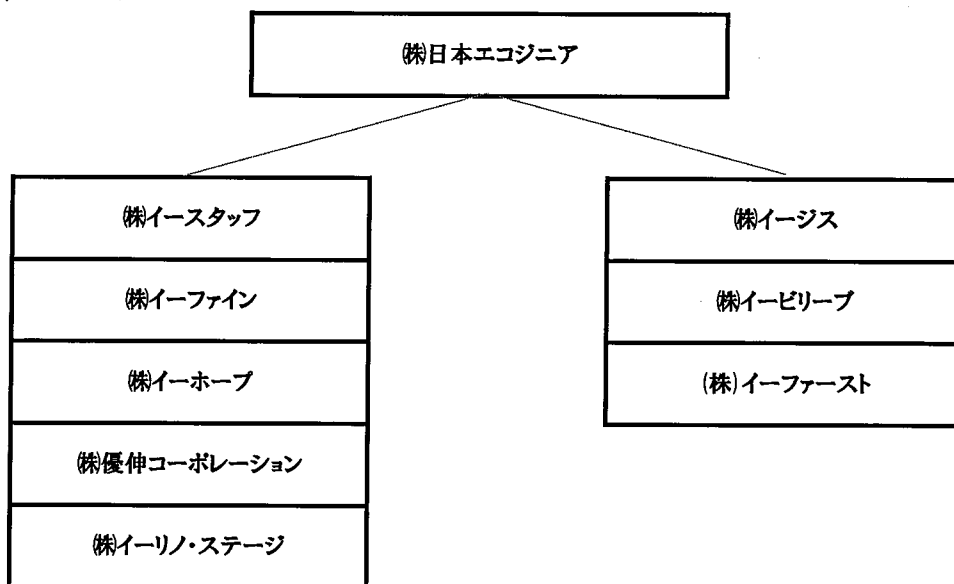 ㈱日本エコジニア
㈱イースタッフ
㈱イーファイン
㈱イーホープ
㈱優伸コーポレーション
㈱イーリノ・ステージ
㈱イージス
㈱イービリーブ
(株)イーファースト